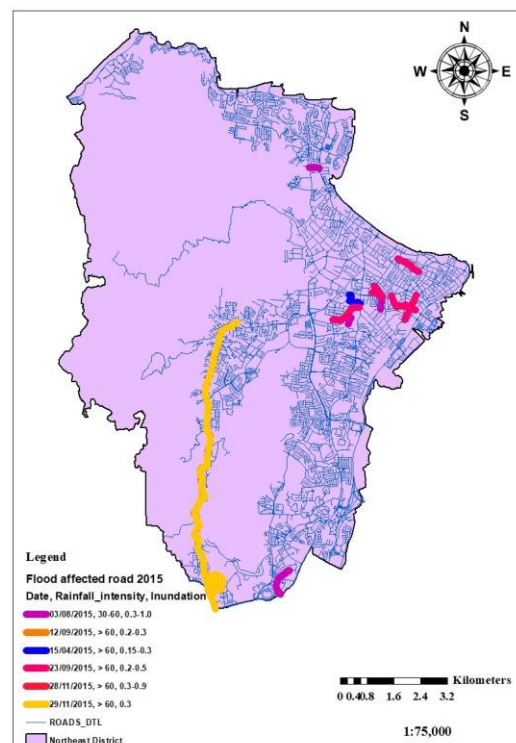 N
W E
S
Legend
Flood affected road 2015
Date, Rainfall_intensity, Inundation
03/08/2015, 30-60, 0.3-1.0
12/09/2015, > 60, 0.2-0.3
15/04/2015, > 60, 0.15-0.3
23/09/2015, > 60, 0.2-0.5
28/11/2015, > 60, 0.3-0.9
29/11/2015, > 60, 0.3
ROADS_DTL
Northeast District
Kilometers
0 0.4 0.8 1.6 2.4 3.2
1:75,000